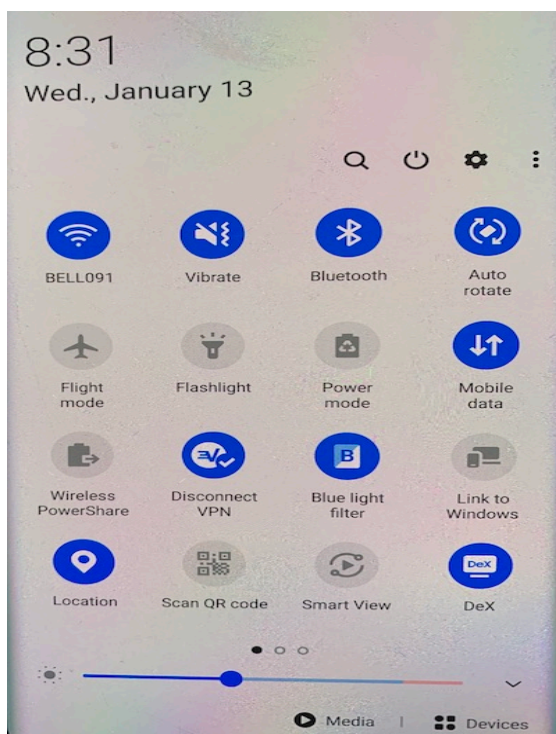 8:31
Wed., January 13
BELL091
Vibrate
Bluetooth
Auto
rotate
Flight
mode
Flashlight
Power
mode
Mobile
data
Wireless
PowerShare
Disconnect
VPN
B
Blue light
filter
Link to
Windows
Location
Scan QR code
Smart View
DeX
DeX
Media
Devices